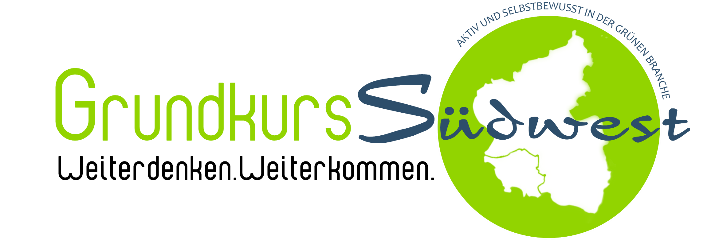 AKTIV UND SELBSTBEWUSST IN DER GRÜNEN BRANCHE
GrundkursSüdwest
Weiterdenken.Weiterkommen.